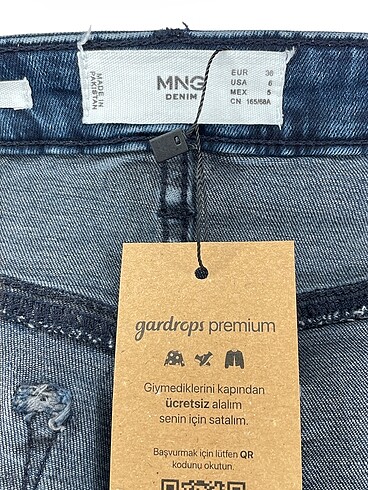 MADE IN
PAKISTAN
MNG
DENIM
EUR 36
USA 6
MEX 5
CN 165/68A
gardrops premium
Giymediklerini kapından
ücretsiz alalım
senin için satalım.
Başvurmak için lütfen QR
kodunu okutun.